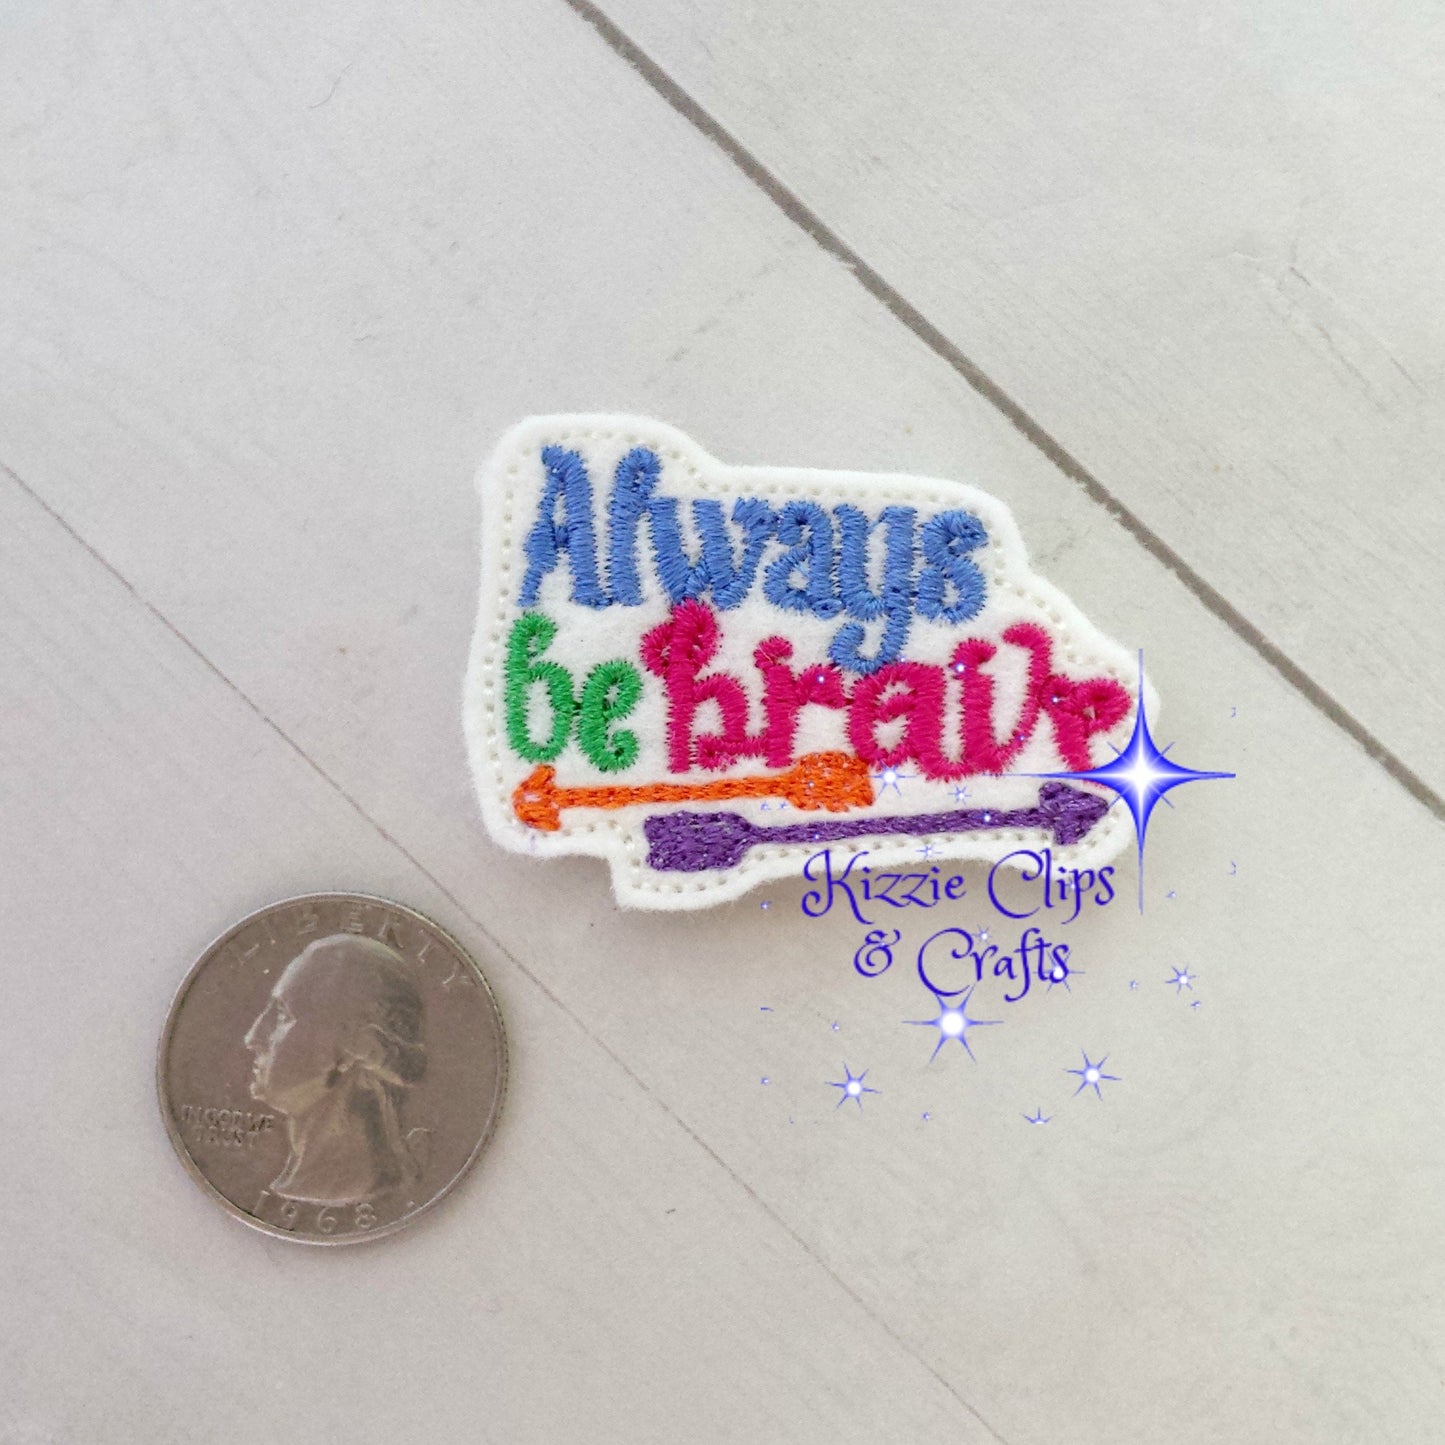 Always
be brave
Kizzie Clips
& Crafts
LIBERTY
IN GOD WE
TRUST
1968